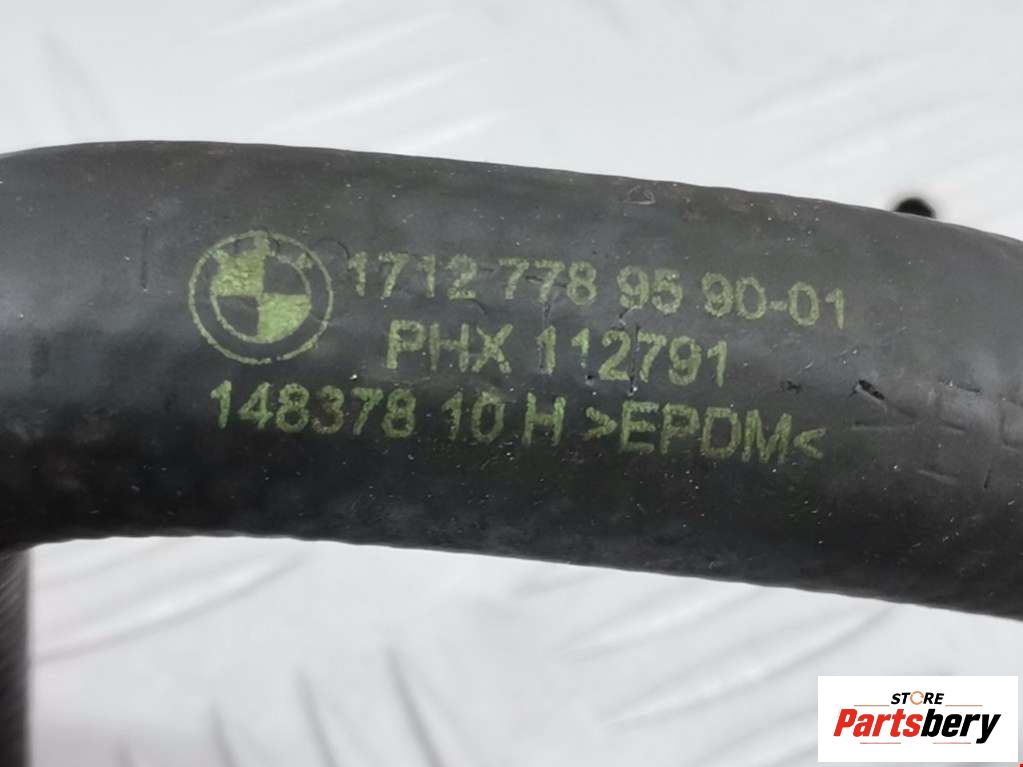 1712 778 95 90-01
PHX 112791
148378 10 H >EPDM<
STORE
Partsbery